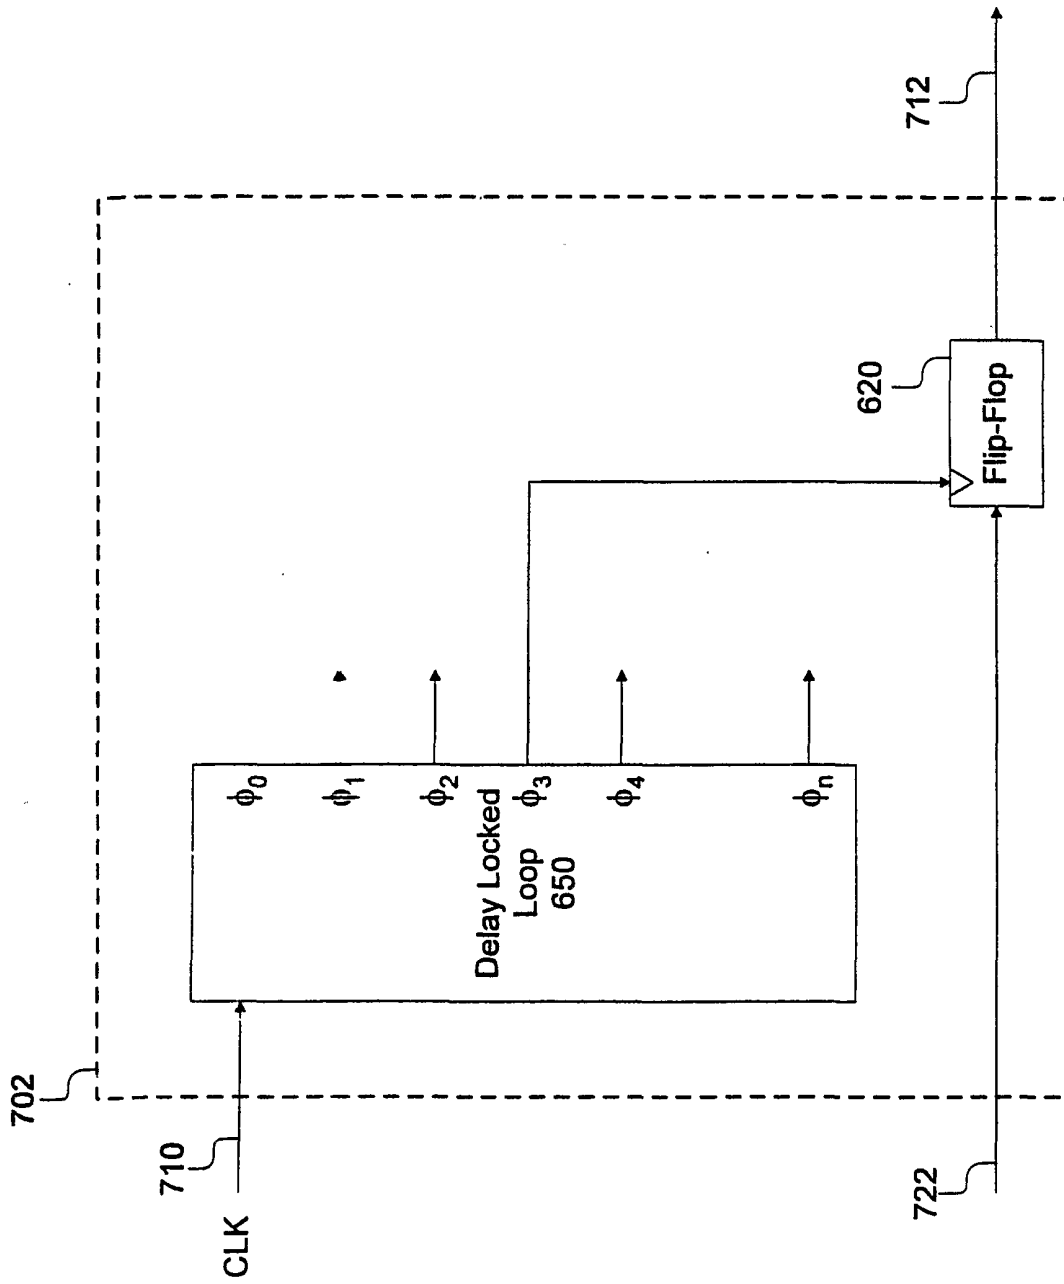 702
710
CLK
ϕ0
ϕ1
ϕ2
ϕ3
ϕ4
ϕn
Delay Locked
Loop
650
620
Flip-Flop
712
722